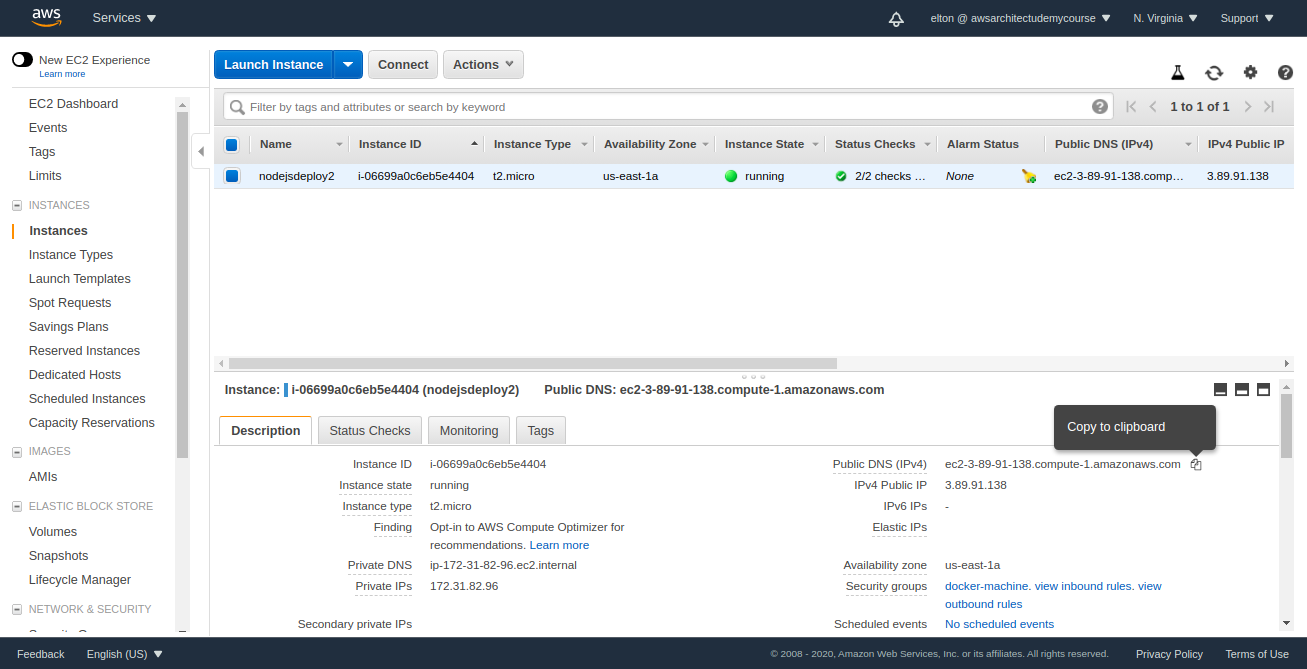 aws Services elton @ awsarchitectudemycourse N. Virginia Support
New EC2 Experience
Learn more
EC2 Dashboard
Events
Tags
Limits
INSTANCES
Instances
Instance Types
Launch Templates
Spot Requests
Savings Plans
Reserved Instances
Dedicated Hosts
Scheduled Instances
Capacity Reservations
IMAGES
AMIs
ELASTIC BLOCK STORE
Volumes
Snapshots
Lifecycle Manager
NETWORK & SECURITY
Launch Instance Connect Actions
Filter by tags and attributes or search by keyword 1 to 1 of 1
Name Instance ID Instance Type Availability Zone Instance State Status Checks Alarm Status Public DNS (IPv4) IPv4 Public IP
nodejsdeploy2 i-06699a0c6eb5e4404 t2.micro us-east-1a running 2/2 checks ... None ec2-3-89-91-138.comp... 3.89.91.138
Instance: i-06699a0c6eb5e4404 (nodejsdeploy2) Public DNS: ec2-3-89-91-138.compute-1.amazonaws.com
Copy to clipboard
Description Status Checks Monitoring Tags
Instance ID i-06699a0c6eb5e4404 Public DNS (IPv4) ec2-3-89-91-138.compute-1.amazonaws.com
Instance state running IPv4 Public IP 3.89.91.138
Instance type t2.micro IPv6 IPs -
Finding Opt-in to AWS Compute Optimizer for Elastic IPs
recommendations. Learn more
Private DNS ip-172-31-82-96.ec2.internal Availability zone us-east-1a
Private IPs 172.31.82.96 Security groups docker-machine. view inbound rules. view
outbound rules
Secondary private IPs Scheduled events No scheduled events
Feedback English (US) © 2008 - 2020, Amazon Web Services, Inc. or its affiliates. All rights reserved. Privacy Policy Terms of Use